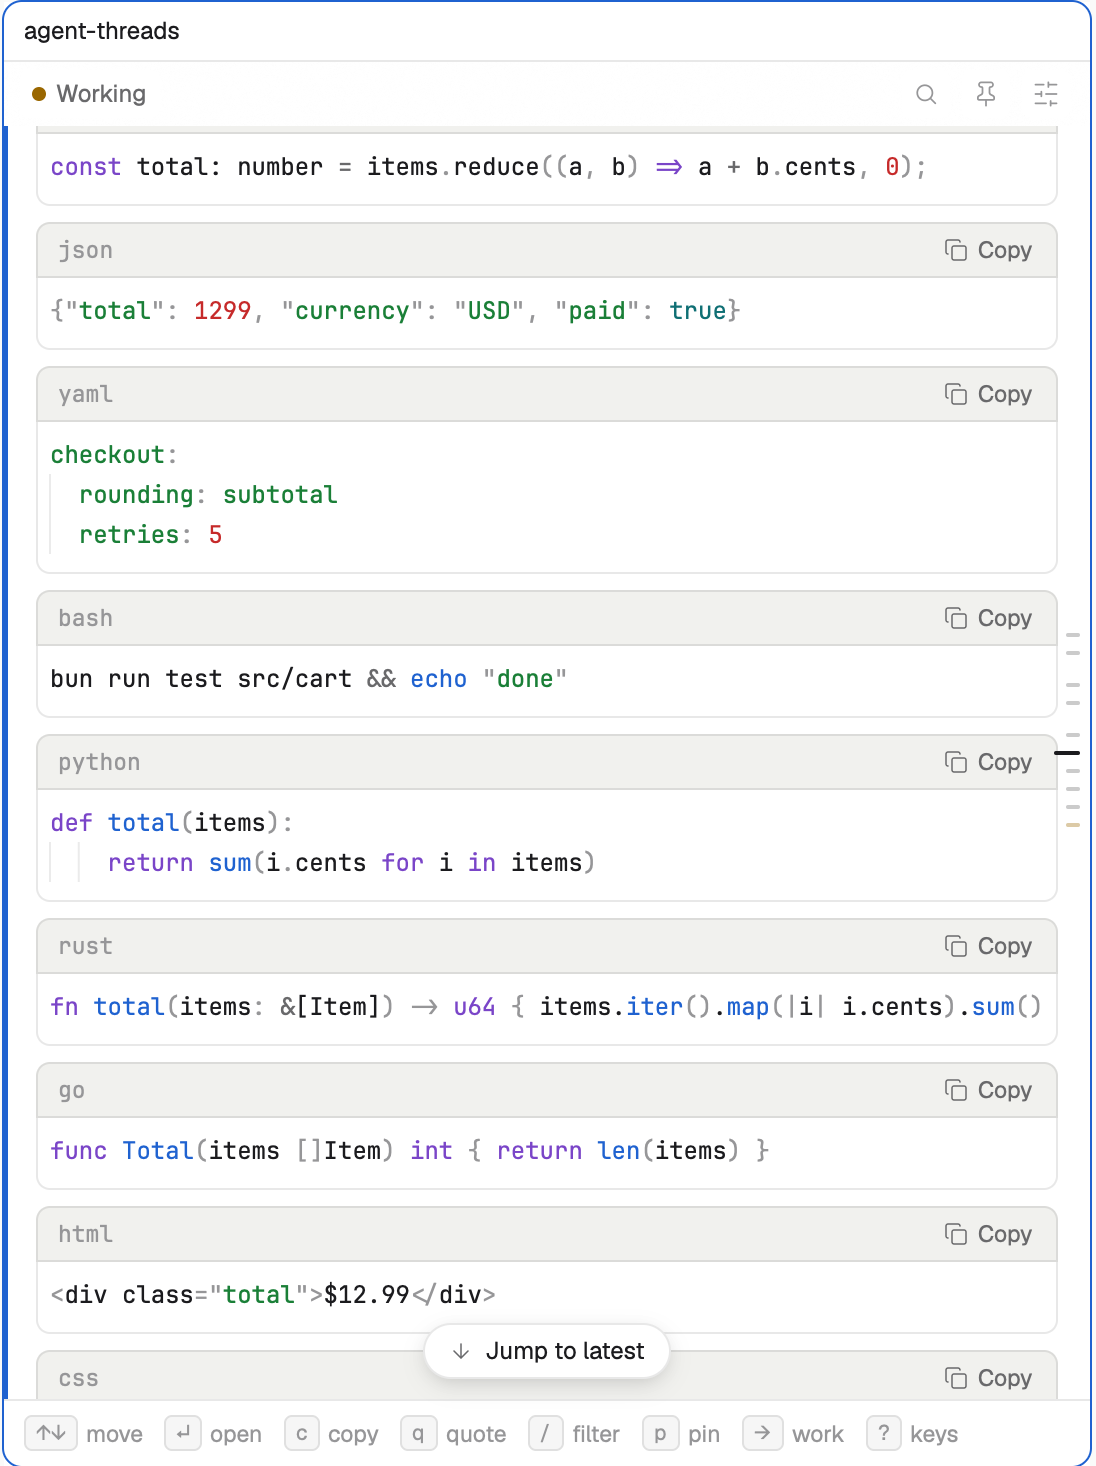 agent-threads
Working
const total: number = items.reduce((a, b) => a + b.cents, 0);
json
Copy
{"total": 1299, "currency": "USD", "paid": true}
yaml
Copy
checkout:
  rounding: subtotal
  retries: 5
bash
Copy
bun run test src/cart && echo "done"
python
Copy
def total(items):
    return sum(i.cents for i in items)
rust
Copy
fn total(items: &[Item]) -> u64 { items.iter().map(|i| i.cents).sum()
go
Copy
func Total(items []Item) int { return len(items) }
html
Copy
<div class="total">$12.99</div>
Jump to latest
css
Copy
↑↓ move ↵ open c copy q quote / filter p pin → work ? keys